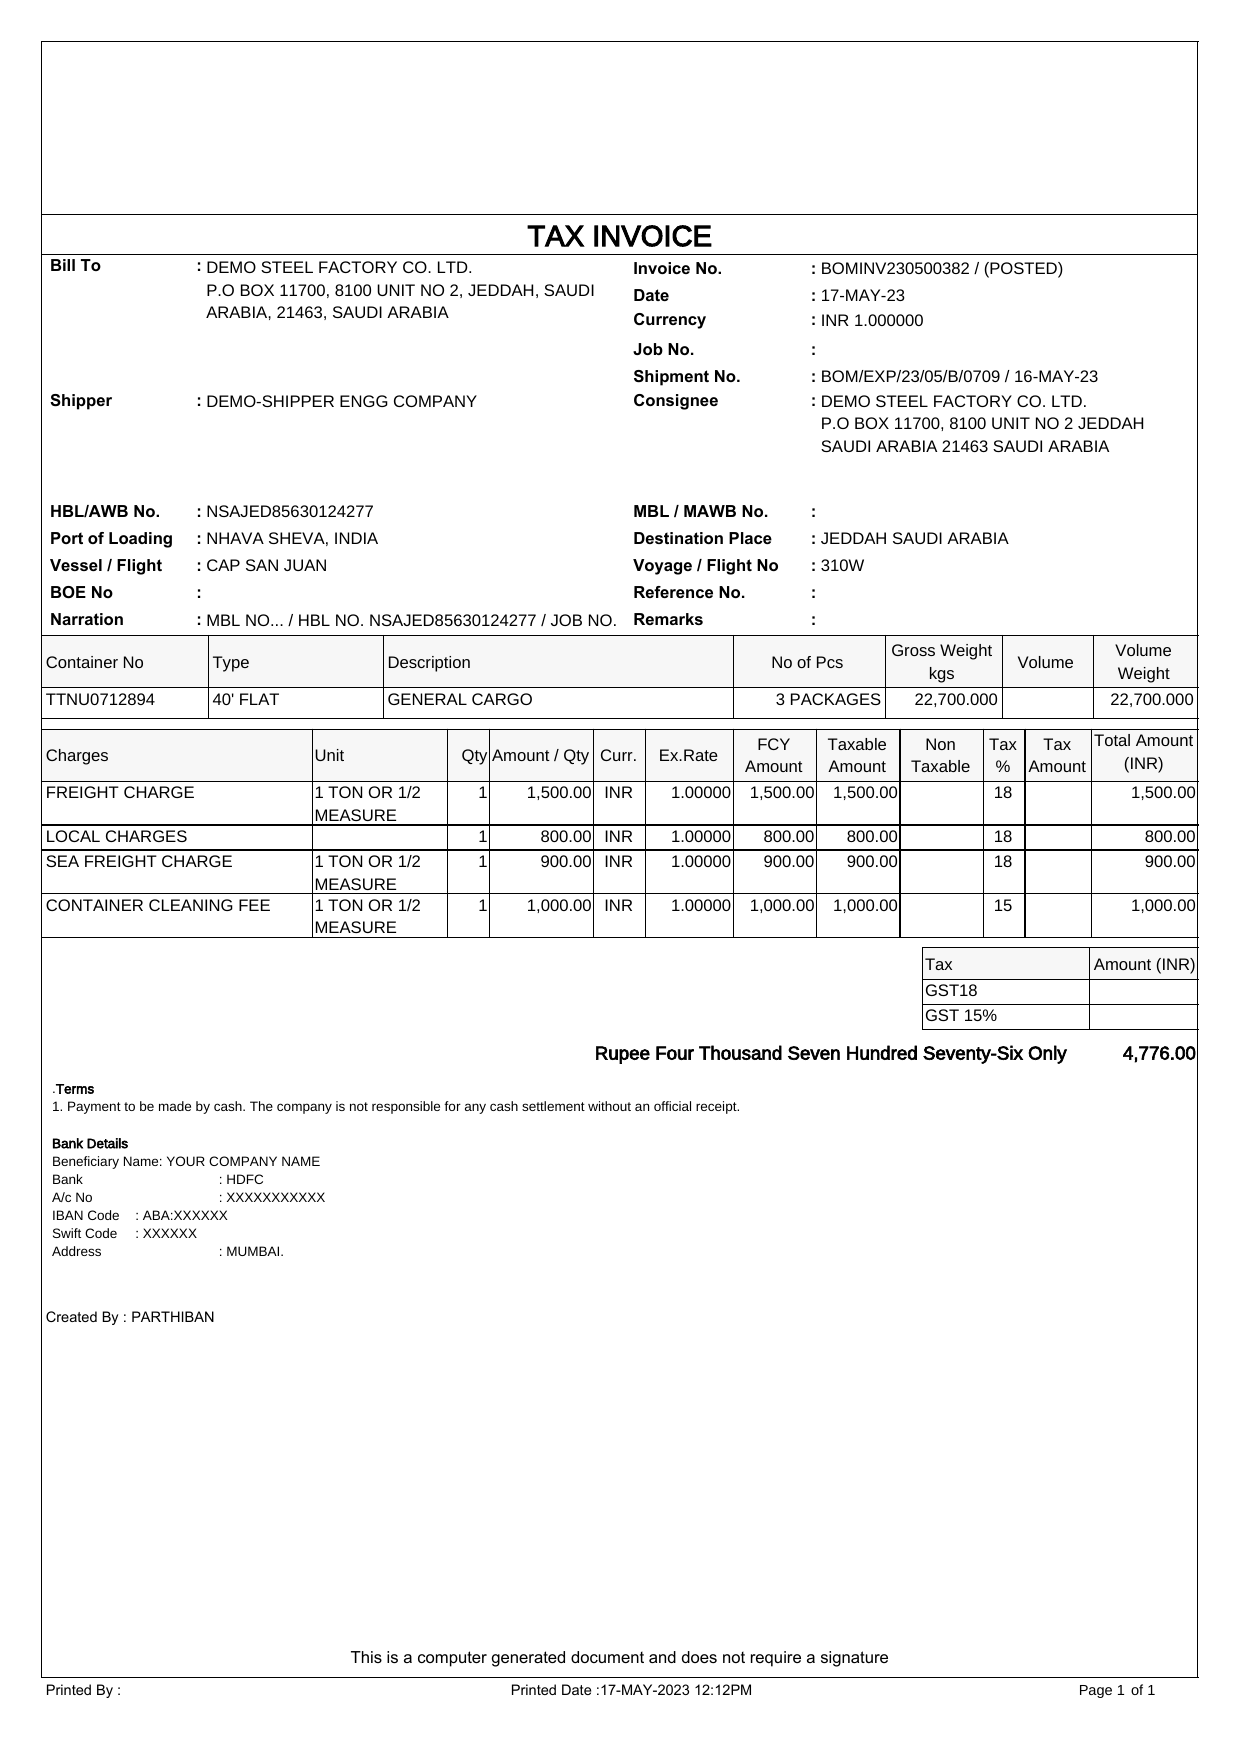 TAX INVOICE
Bill To : DEMO STEEL FACTORY CO. LTD.
P.O BOX 11700, 8100 UNIT NO 2, JEDDAH, SAUDI
ARABIA, 21463, SAUDI ARABIA
Invoice No. : BOMINV230500382 / (POSTED)
Date : 17-MAY-23
Currency : INR 1.000000
Job No. :
Shipment No. : BOM/EXP/23/05/B/0709 / 16-MAY-23
Shipper : DEMO-SHIPPER ENGG COMPANY
Consignee : DEMO STEEL FACTORY CO. LTD.
P.O BOX 11700, 8100 UNIT NO 2 JEDDAH
SAUDI ARABIA 21463 SAUDI ARABIA
HBL/AWB No. : NSAJED85630124277 MBL / MAWB No. :
Port of Loading : NHAVA SHEVA, INDIA Destination Place : JEDDAH SAUDI ARABIA
Vessel / Flight : CAP SAN JUAN Voyage / Flight No : 310W
BOE No : Reference No. :
Narration : MBL NO... / HBL NO. NSAJED85630124277 / JOB NO. Remarks :
Container No Type Description No of Pcs Gross Weight kgs Volume Volume Weight
TTNU0712894 40' FLAT GENERAL CARGO 3 PACKAGES 22,700.000 22,700.000
Charges Unit Qty Amount / Qty Curr. Ex.Rate FCY Amount Taxable Amount Non Taxable Tax % Tax Amount Total Amount (INR)
FREIGHT CHARGE 1 TON OR 1/2 MEASURE 1 1,500.00 INR 1.00000 1,500.00 1,500.00 18 1,500.00
LOCAL CHARGES 1 800.00 INR 1.00000 800.00 800.00 18 800.00
SEA FREIGHT CHARGE 1 TON OR 1/2 MEASURE 1 900.00 INR 1.00000 900.00 900.00 18 900.00
CONTAINER CLEANING FEE 1 TON OR 1/2 MEASURE 1 1,000.00 INR 1.00000 1,000.00 1,000.00 15 1,000.00
Tax Amount (INR)
GST18
GST 15%
Rupee Four Thousand Seven Hundred Seventy-Six Only 4,776.00
.Terms
1. Payment to be made by cash. The company is not responsible for any cash settlement without an official receipt.
Bank Details
Beneficiary Name: YOUR COMPANY NAME
Bank : HDFC
A/c No : XXXXXXXXXXX
IBAN Code : ABA:XXXXXX
Swift Code : XXXXXX
Address : MUMBAI.
Created By : PARTHIBAN
This is a computer generated document and does not require a signature
Printed By : Printed Date :17-MAY-2023 12:12PM Page 1 of 1